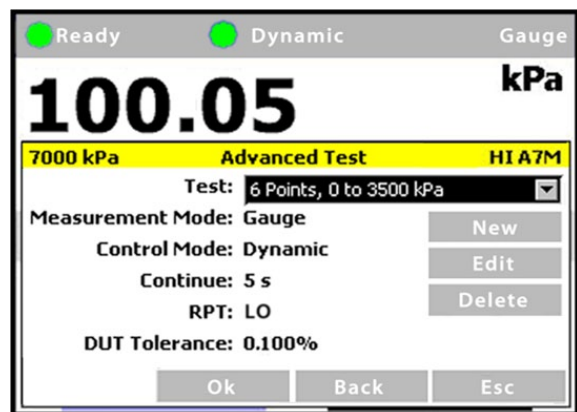 Ready Dynamic Gauge
100.05 kPa
7000 kPa Advanced Test HI A7M
Test: 6 Points, 0 to 3500 kPa
Measurement Mode: Gauge
New
Control Mode: Dynamic
Edit
Continue: 5 s
Delete
RPT: LO
DUT Tolerance: 0.100%
Ok Back Esc